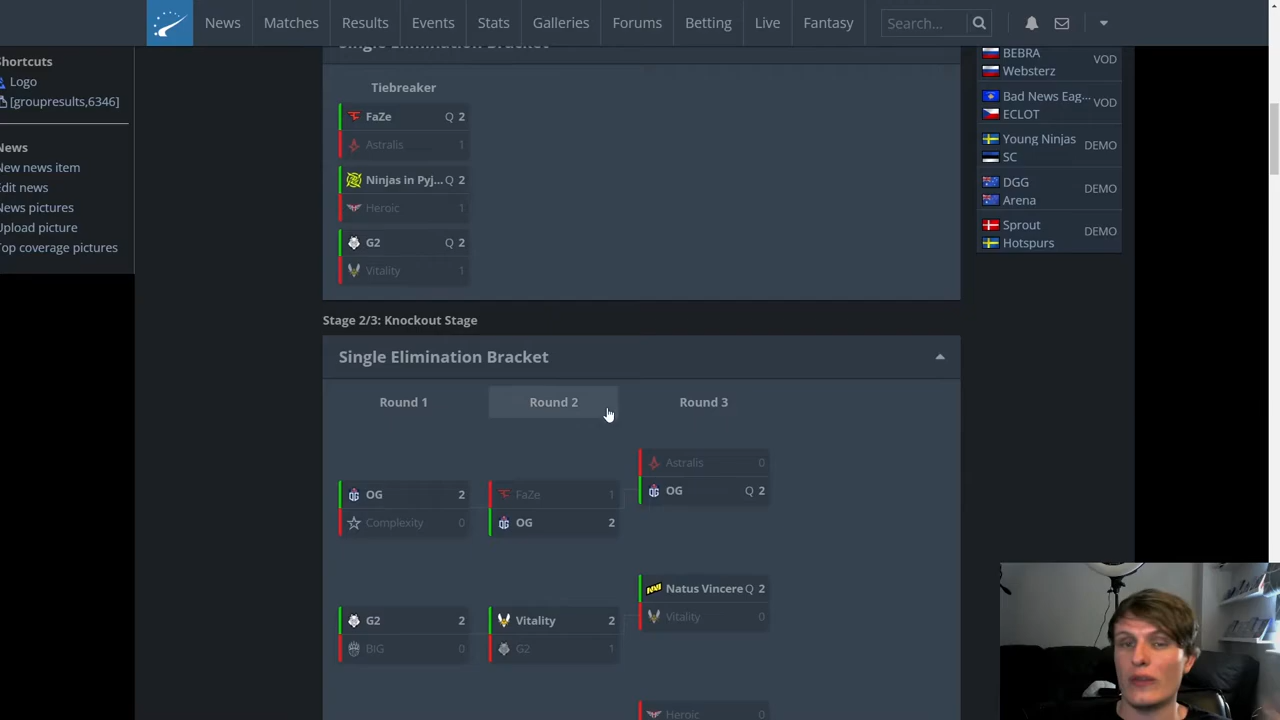 News Matches Results Events Stats Galleries Forums Betting Live Fantasy Search...
Shortcuts
Logo
[groupresults,6346]
News
New news item
Edit news
News pictures
Upload picture
Top coverage pictures
Single Elimination Bracket
Tiebreaker
FaZe Q 2
Astralis 1
Ninjas in Pyj... Q 2
Heroic 1
G2 Q 2
Vitality 1
Stage 2/3: Knockout Stage
Single Elimination Bracket
Round 1 Round 2 Round 3
Astralis 0
OG Q 2
OG 2
Complexity 0
FaZe 1
OG 2
Natus Vincere Q 2
Vitality 0
G2 2
BIG 0
Vitality 2
G2 1
Heroic 0
BEBRA
Websterz
VOD
Bad News Eag...
ECLOT
VOD
Young Ninjas
SC
DEMO
DGG
Arena
DEMO
Sprout
Hotspurs
DEMO